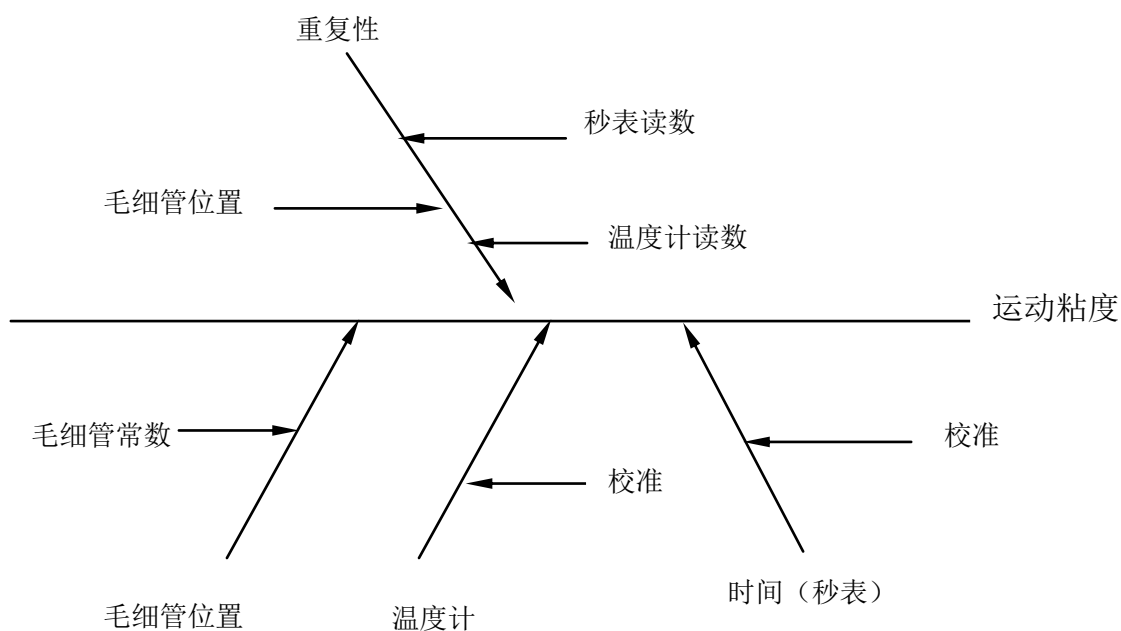 重复性
秒表读数
毛细管位置
温度计读数
运动粘度
毛细管常数
校准
校准
毛细管位置
温度计
时间（秒表）